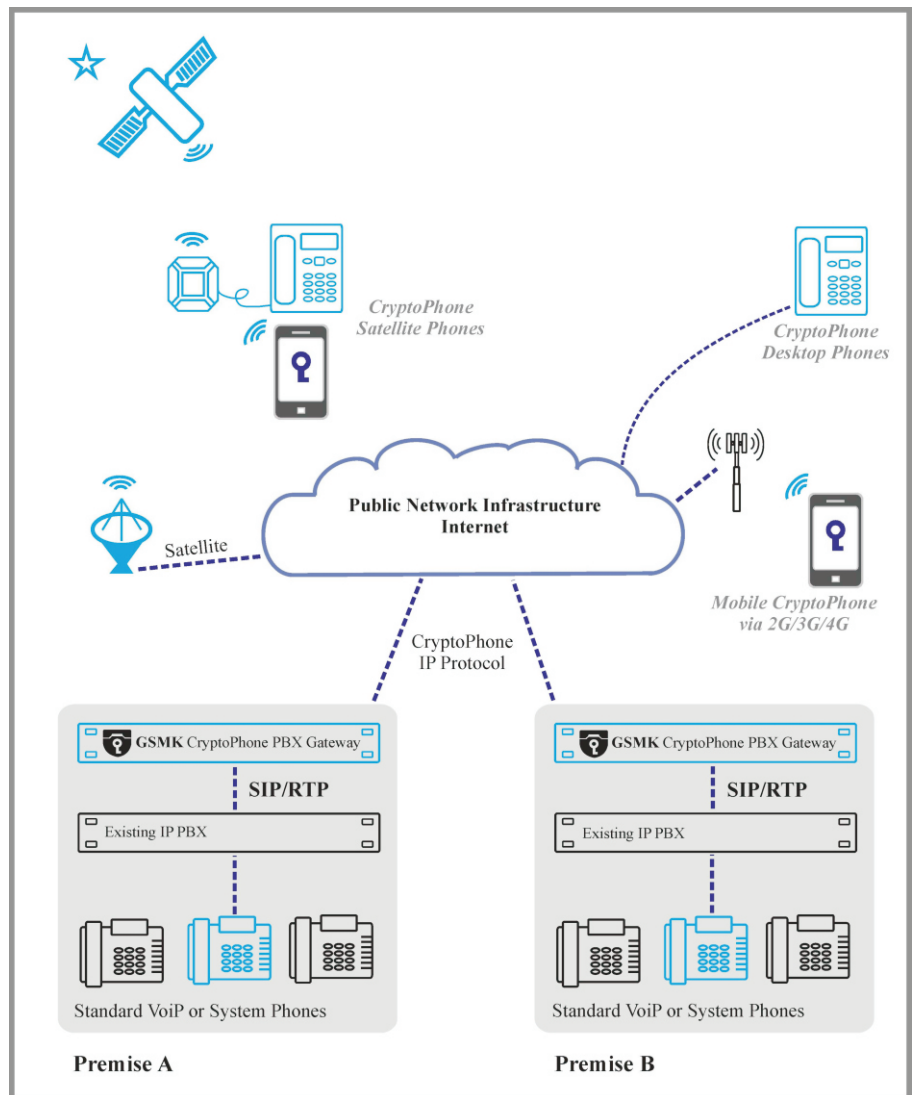 CryptoPhone
Satellite Phones
CryptoPhone
Desktop Phones
Public Network Infrastructure
Internet
Satellite
Mobile CryptoPhone
via 2G/3G/4G
CryptoPhone
IP Protocol
GSMK CryptoPhone PBX Gateway
SIP/RTP
Existing IP PBX
Standard VoiP or System Phones
Premise A
GSMK CryptoPhone PBX Gateway
SIP/RTP
Existing IP PBX
Standard VoiP or System Phones
Premise B